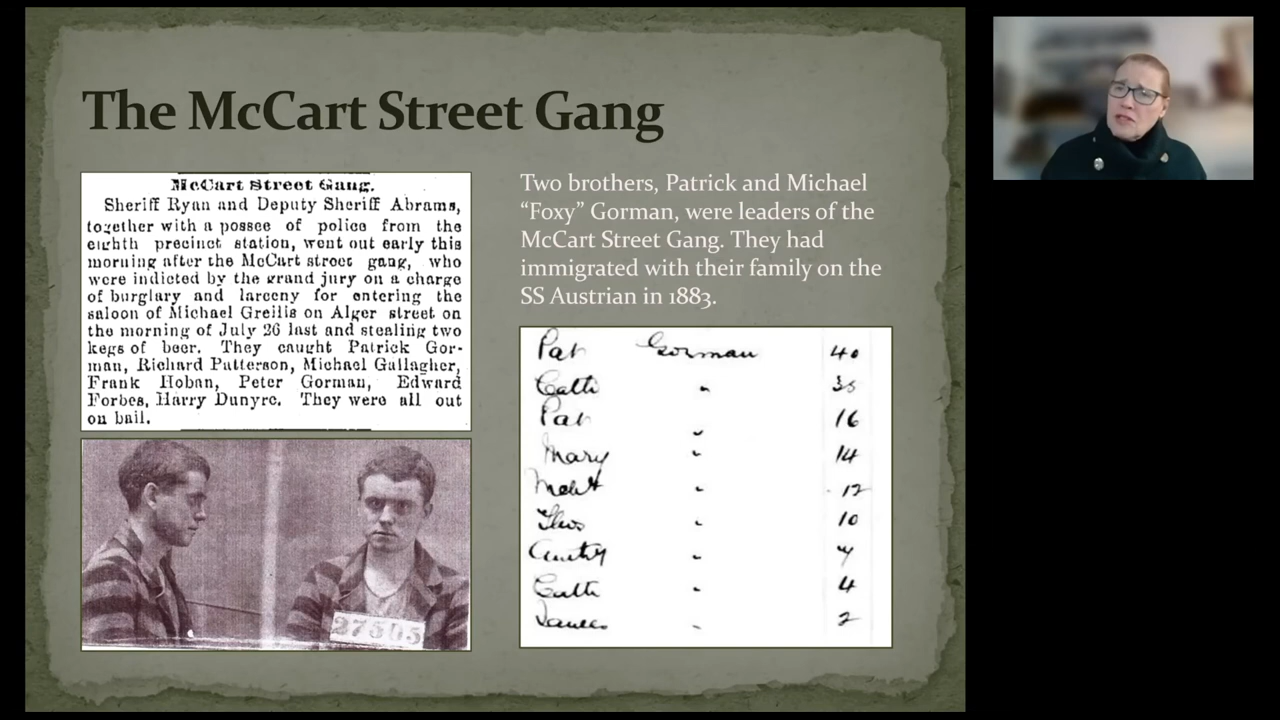 The McCart Street Gang
McCart Street Gang.
Sheriff Ryan and Deputy Sheriff Abrams,
together with a posse of police from the
eighth precinct station, went out early this
morning after the McCart street gang, who
were indicted by the grand jury on a charge
of burglary and larceny for entering the
saloon of Michael Greilis on Alger street on
the morning of July 26 last and stealing two
kegs of beer. They caught Patrick Gor-
man, Richard Patterson, Michael Gallagher,
Frank Hoban, Peter Gorman, Edward
Forbes, Harry Dunyre. They were all out
on bail.
27505
Two brothers, Patrick and Michael
“Foxy” Gorman, were leaders of the
McCart Street Gang. They had
immigrated with their family on the
SS Austrian in 1883.
Pat Gorman 40
Cath " 35
Pat " 16
Mary " 14
" 12
Thos " 10
"
Cath " 4
James " 2